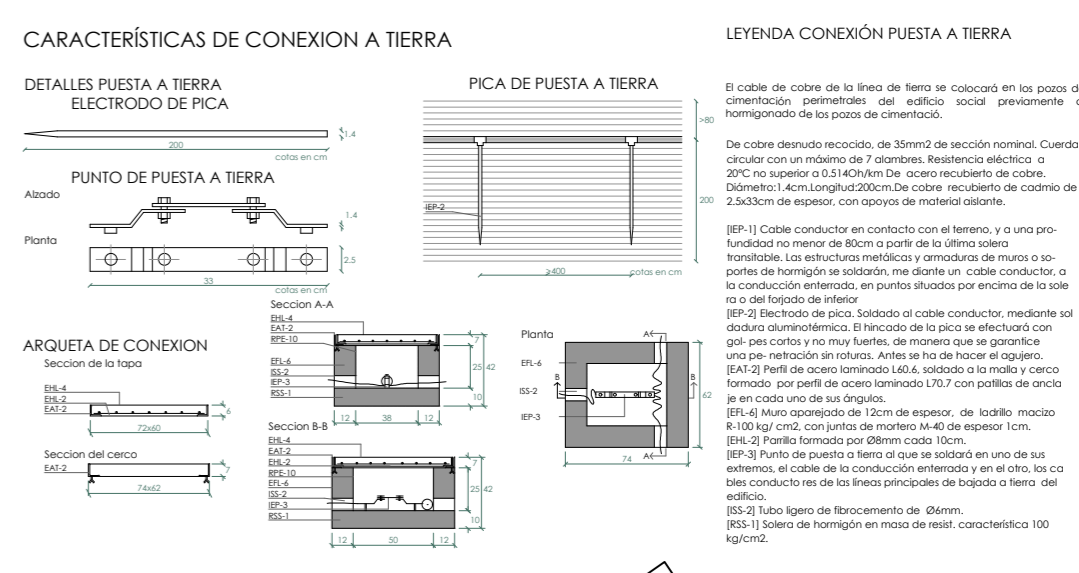 CARACTERÍSTICAS DE CONEXION A TIERRA
DETALLES PUESTA A TIERRA
ELECTRODO DE PICA
1.4
200
cotas en cm
PUNTO DE PUESTA A TIERRA
Alzado
1.4
Planta
2.5
33
cotas en cm
PICA DE PUESTA A TIERRA
>80
IEP-2
200
≥400
cotas en cm
ARQUETA DE CONEXION
Seccion de la tapa
EHL-4
EHL-2
EAT-2
6
72x60
Seccion del cerco
EAT-2
7
74x62
Seccion A-A
EHL-4
EAT-2
RPE-10
EFL-6
ISS-2
IEP-3
RSS-1
7
25
42
10
12
38
12
Seccion B-B
EHL-4
EAT-2
EHL-2
RPE-10
EFL-6
ISS-2
IEP-3
RSS-1
7
25
42
10
12
50
12
Planta
EFL-6
ISS-2
IEP-3
A
B
B
A
62
74
LEYENDA CONEXIÓN PUESTA A TIERRA
El cable de cobre de la línea de tierra se colocará en los pozos d
cimentación perimetrales del edificio social previamente
hormigonado de los pozos de cimentació.
De cobre desnudo recocido, de 35mm2 de sección nominal. Cuerda
circular con un máximo de 7 alambres. Resistencia eléctrica a
20ºC no superior a 0.514Oh/km De acero recubierto de cobre.
Diámetro:1.4cm.Longitud:200cm.De cobre recubierto de cadmio de
2.5x33cm de espesor, con apoyos de material aislante.
[IEP-1] Cable conductor en contacto con el terreno, y a una pro-
fundidad no menor de 80cm a partir de la última solera
transitable. Las estructuras metálicas y armaduras de muros o so-
portes de hormigón se soldarán, me diante un cable conductor, a
la conducción enterrada, en puntos situados por encima de la sole
ra o del forjado de inferior
[IEP-2] Electrodo de pica. Soldado al cable conductor, mediante sol
dadura aluminotérmica. El hincado de la pica se efectuará con
gol- pes cortos y no muy fuertes, de manera que se garantice
una pe- netración sin roturas. Antes se ha de hacer el agujero.
[EAT-2] Perfil de acero laminado L60.6, soldado a la malla y cerco
formado por perfil de acero laminado L70.7 con patillas de ancla
je en cada uno de sus ángulos.
[EFL-6] Muro aparejado de 12cm de espesor, de ladrillo macizo
R-100 kg/ cm2, con juntas de mortero M-40 de espesor 1cm.
[EHL-2] Parrilla formada por Ø8mm cada 10cm.
[IEP-3] Punto de puesta a tierra al que se soldará en uno de sus
extremos, el cable de la conducción enterrada y en el otro, los ca
bles conducto res de las líneas principales de bajada a tierra del
edificio.
[ISS-2] Tubo ligero de fibrocemento de Ø6mm.
[RSS-1] Solera de hormigón en masa de resist. característica 100
kg/cm2.